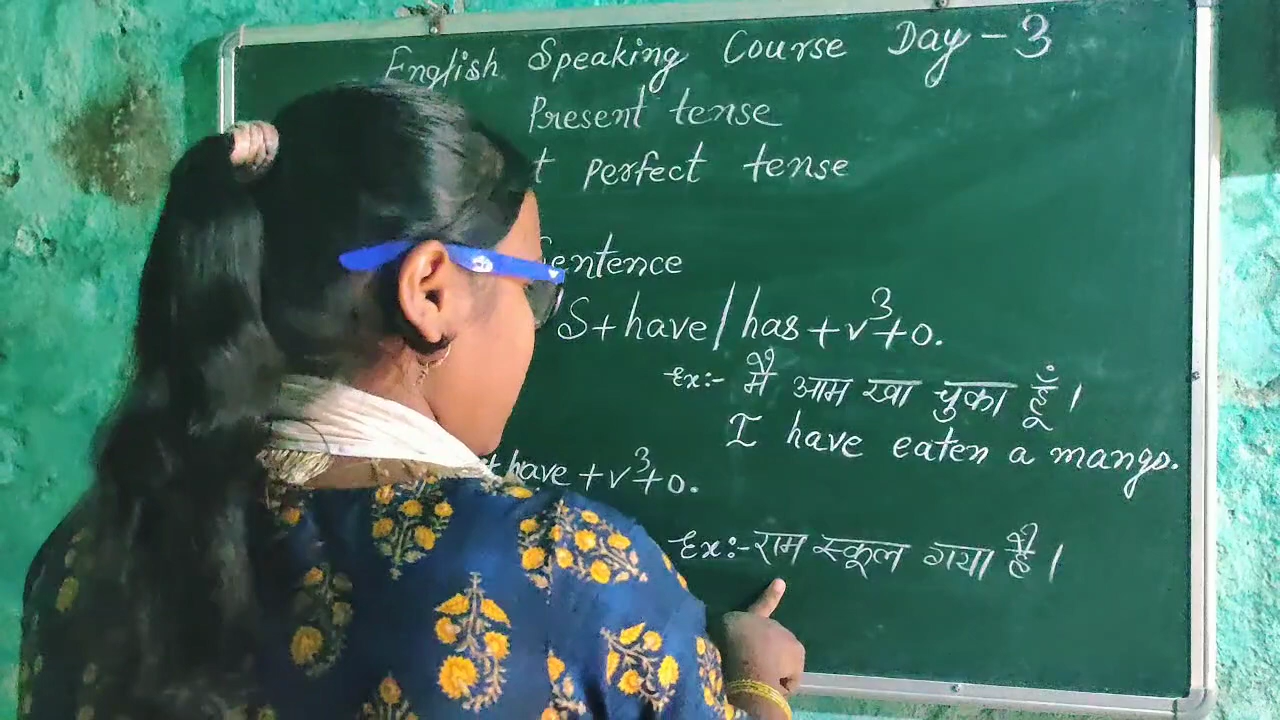 English Speaking Course Day-3
Present tense
t perfect tense
Sentence
S+have/has+v³+o.
Ex:- मैं आम खा चुका हूँ।
I have eaten a mango.
have+v³+o.
Ex:- राम स्कूल गया है।